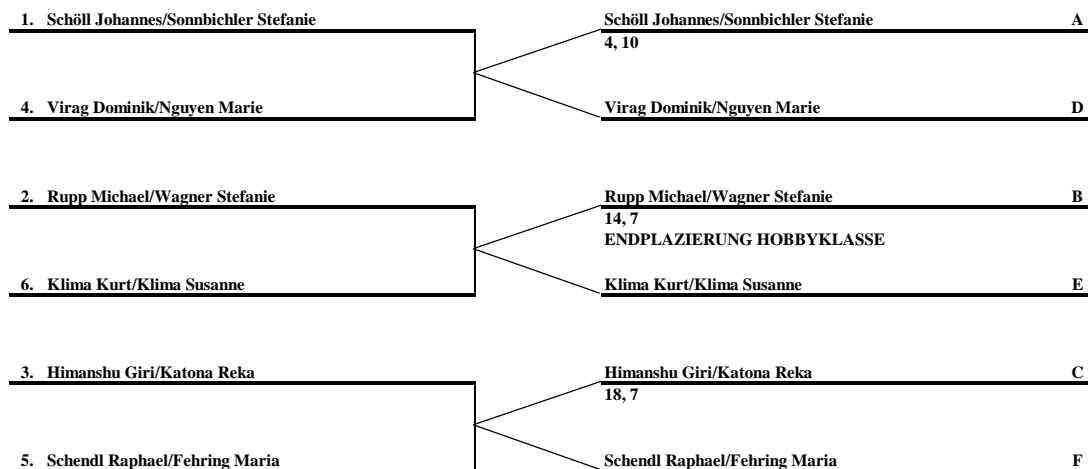 1. Schöll Johannes/Sonnbichler Stefanie
Schöll Johannes/Sonnbichler Stefanie A
4, 10
4. Virag Dominik/Nguyen Marie
Virag Dominik/Nguyen Marie D
2. Rupp Michael/Wagner Stefanie
Rupp Michael/Wagner Stefanie B
14, 7
ENDPLAZIERUNG HOBBYKLASSE
6. Klima Kurt/Klima Susanne
Klima Kurt/Klima Susanne E
3. Himanshu Giri/Katona Reka
Himanshu Giri/Katona Reka C
18, 7
5. Schendl Raphael/Fehring Maria
Schendl Raphael/Fehring Maria F